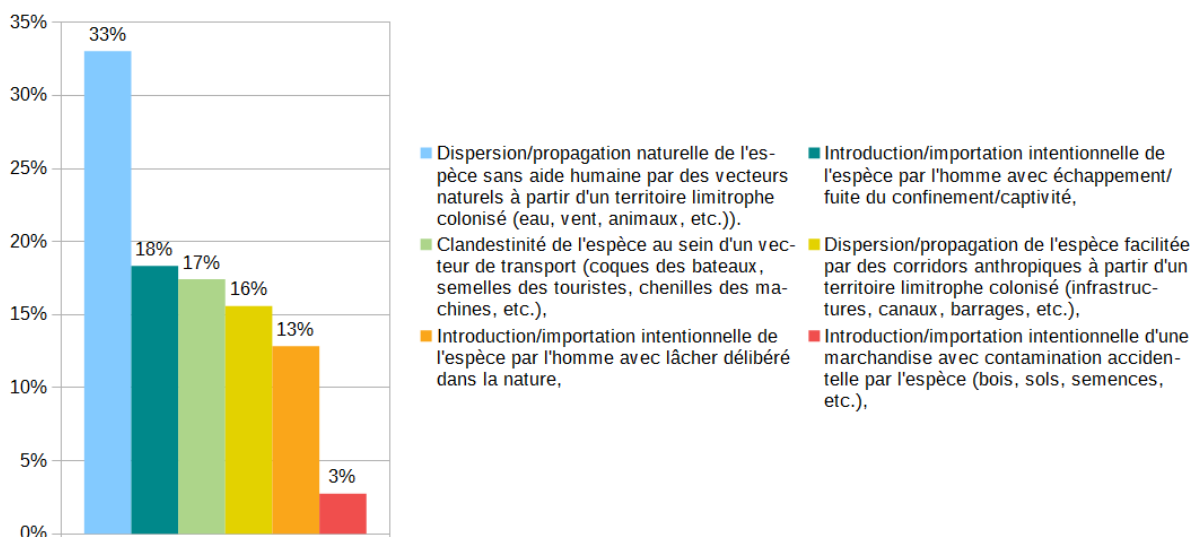 35%
33%
30%
25%
20%
18%
17%
16%
15%
13%
10%
5%
3%
0%
Dispersion/propagation naturelle de l'es-
pèce sans aide humaine par des vecteurs
naturels à partir d'un territoire limitrophe
colonisé (eau, vent, animaux, etc.)).
Introduction/importation intentionnelle de
l'espèce par l'homme avec échappement/
fuite du confinement/captivité,
Clandestinité de l'espèce au sein d'un vec-
teur de transport (coques des bateaux,
semelles des touristes, chenilles des ma-
chines, etc.),
Dispersion/propagation de l'espèce facilitée
par des corridors anthropiques à partir d'un
territoire limitrophe colonisé (infrastruc-
tures, canaux, barrages, etc.),
Introduction/importation intentionnelle de
l'espèce par l'homme avec lâcher délibéré
dans la nature,
Introduction/importation intentionnelle d'une
marchandise avec contamination acciden-
telle par l'espèce (bois, sols, semences,
etc.),